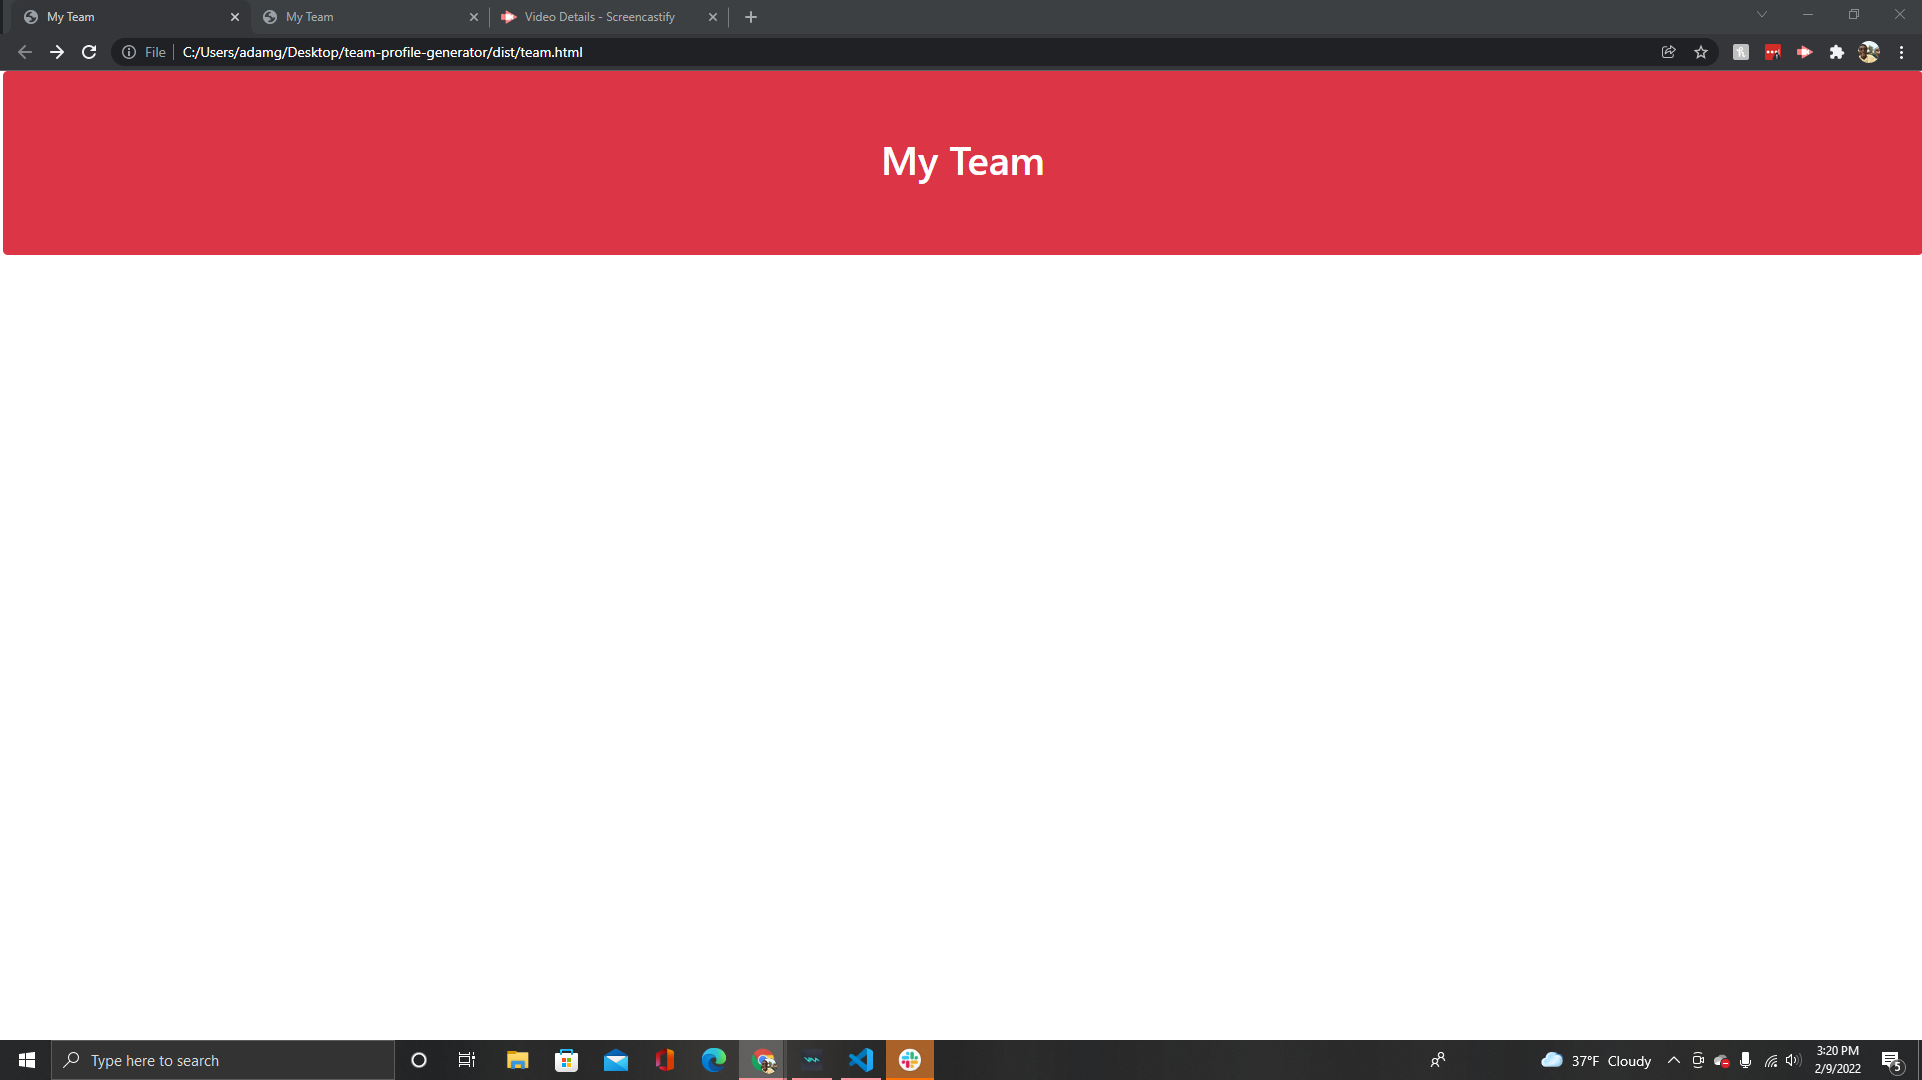 My Team
My Team
Video Details - Screencastify
File
C:/Users/adamg/Desktop/team-profile-generator/dist/team.html
My Team
Type here to search
37°F Cloudy
3:20 PM
2/9/2022
5